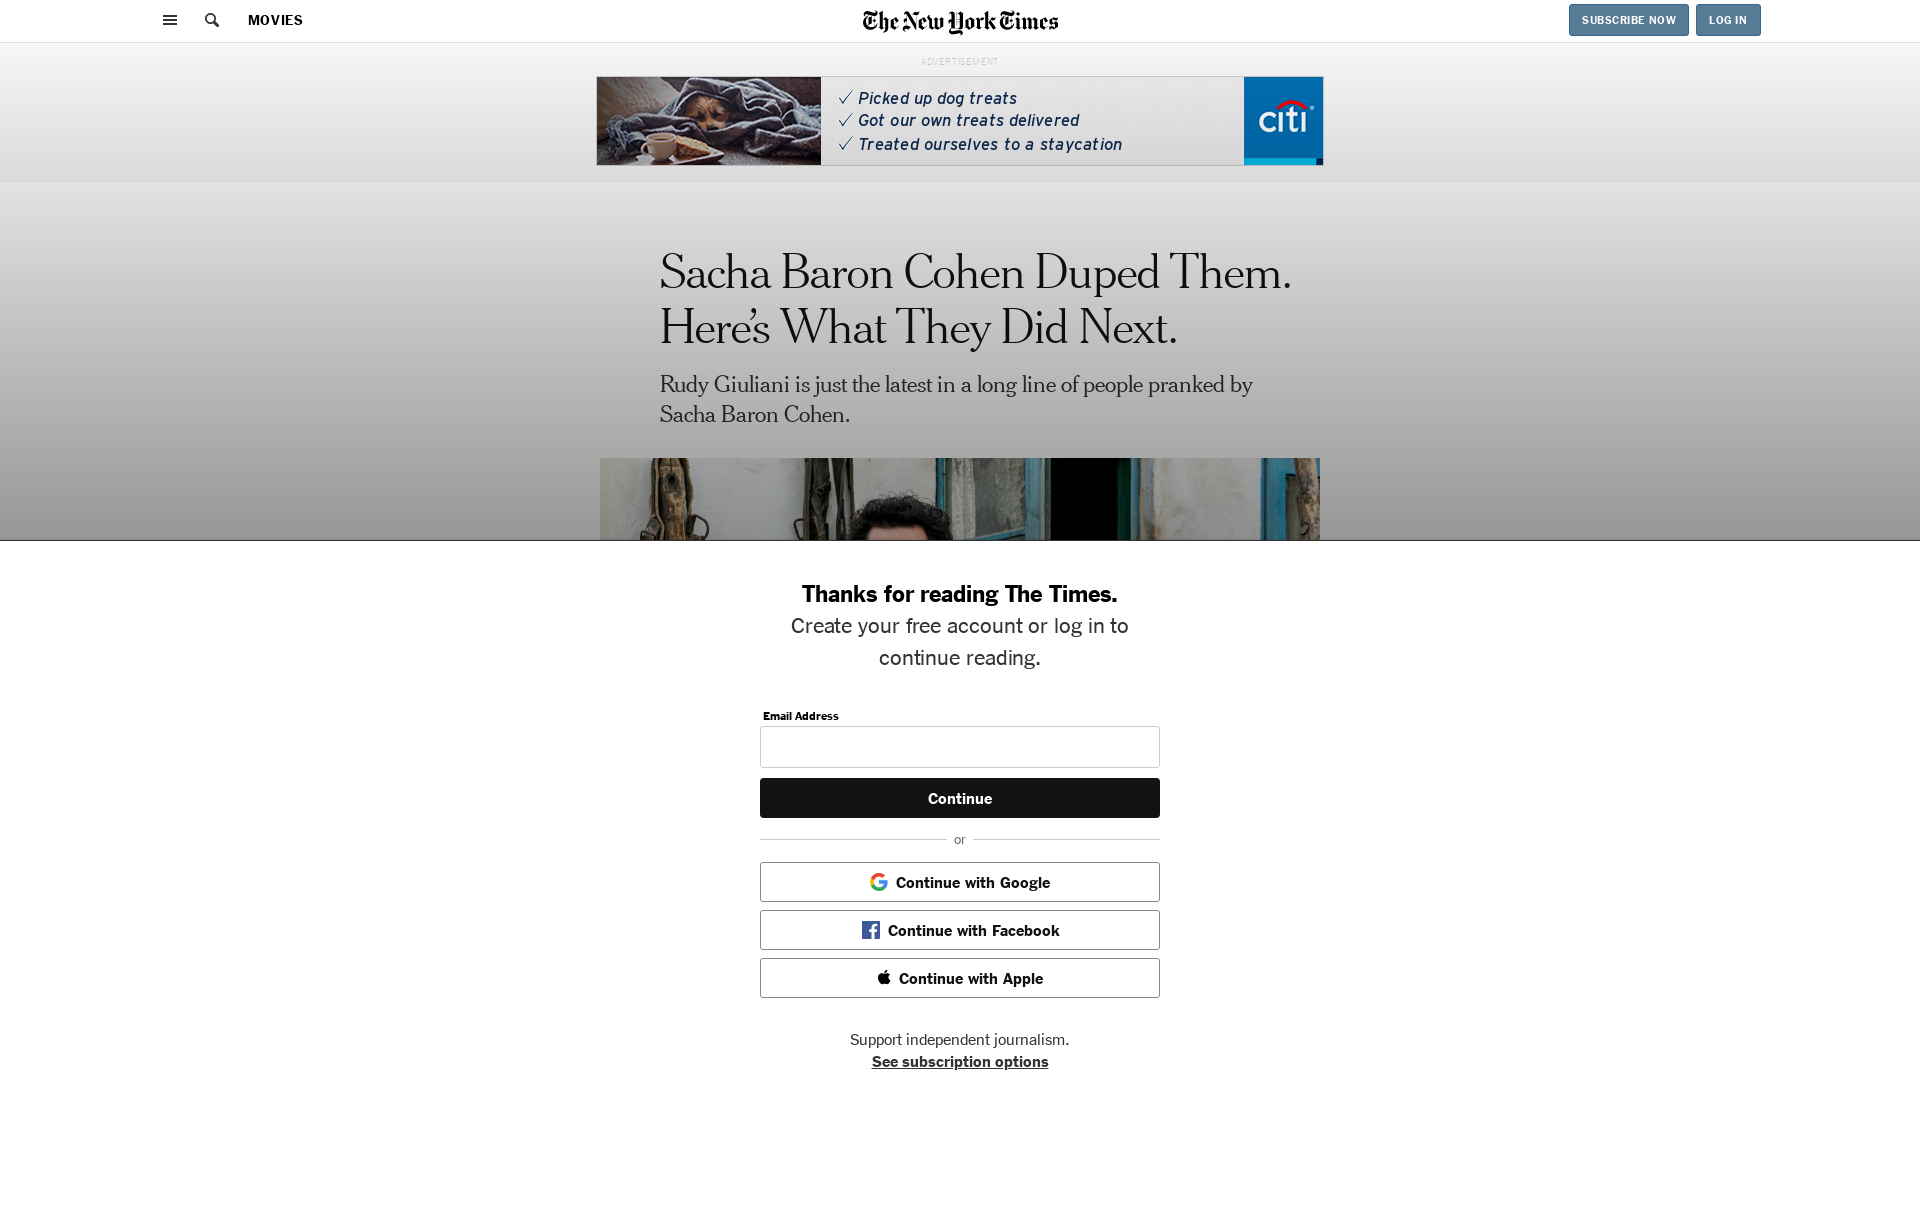 MOVIES
The New York Times
SUBSCRIBE NOW
LOG IN
ADVERTISEMENT
✓ Picked up dog treats
✓ Got our own treats delivered
✓ Treated ourselves to a staycation
citi®
Sacha Baron Cohen Duped Them.
Here’s What They Did Next.
Rudy Giuliani is just the latest in a long line of people pranked by
Sacha Baron Cohen.
Thanks for reading The Times.
Create your free account or log in to
continue reading.
Email Address
Continue
or
Continue with Google
Continue with Facebook
Continue with Apple
Support independent journalism.
See subscription options